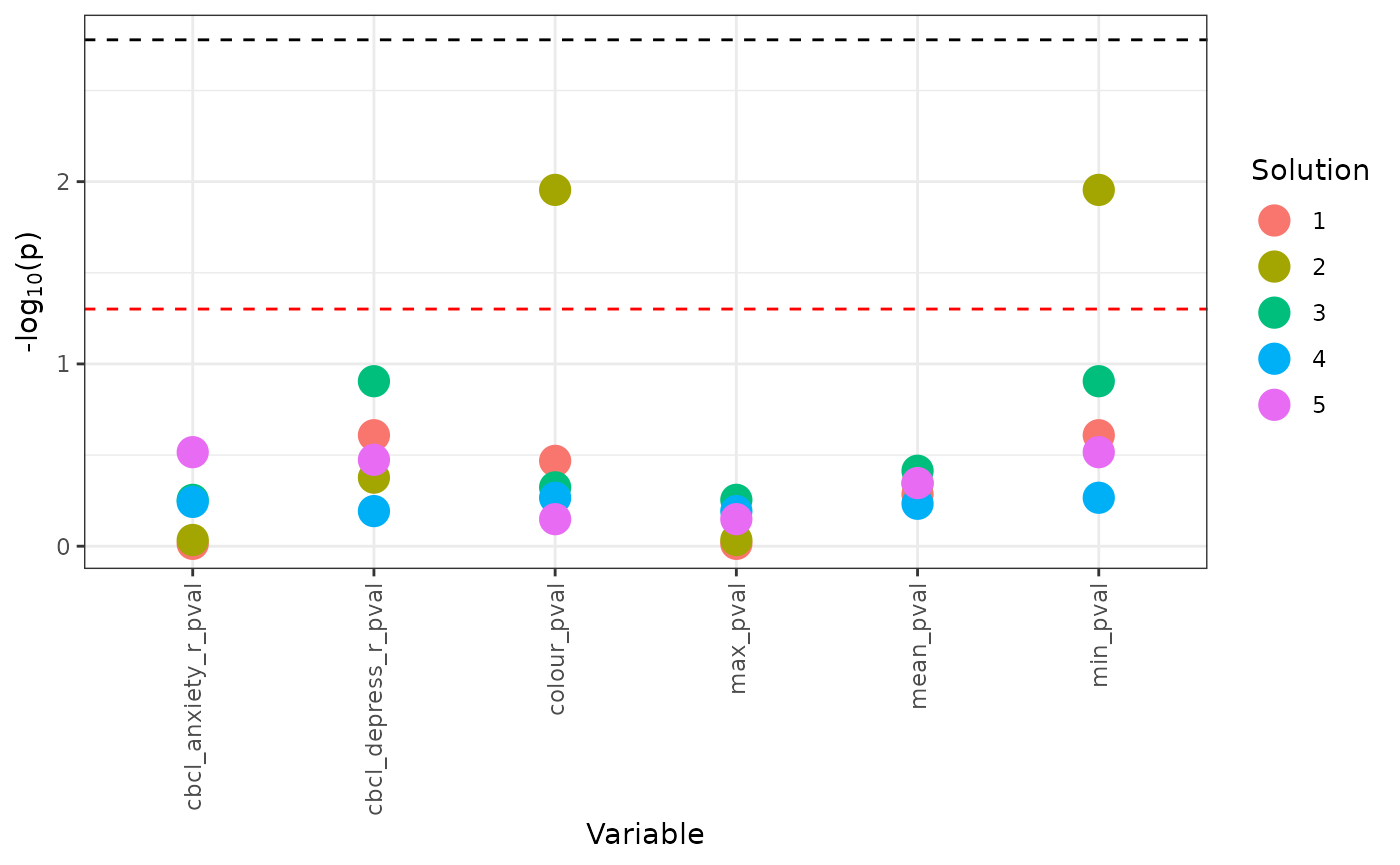 -log10(p)
2
1
0
cbcl_anxiety_r_pval
cbcl_depress_r_pval
colour_pval
max_pval
mean_pval
min_pval
Variable
Solution
1
2
3
4
5